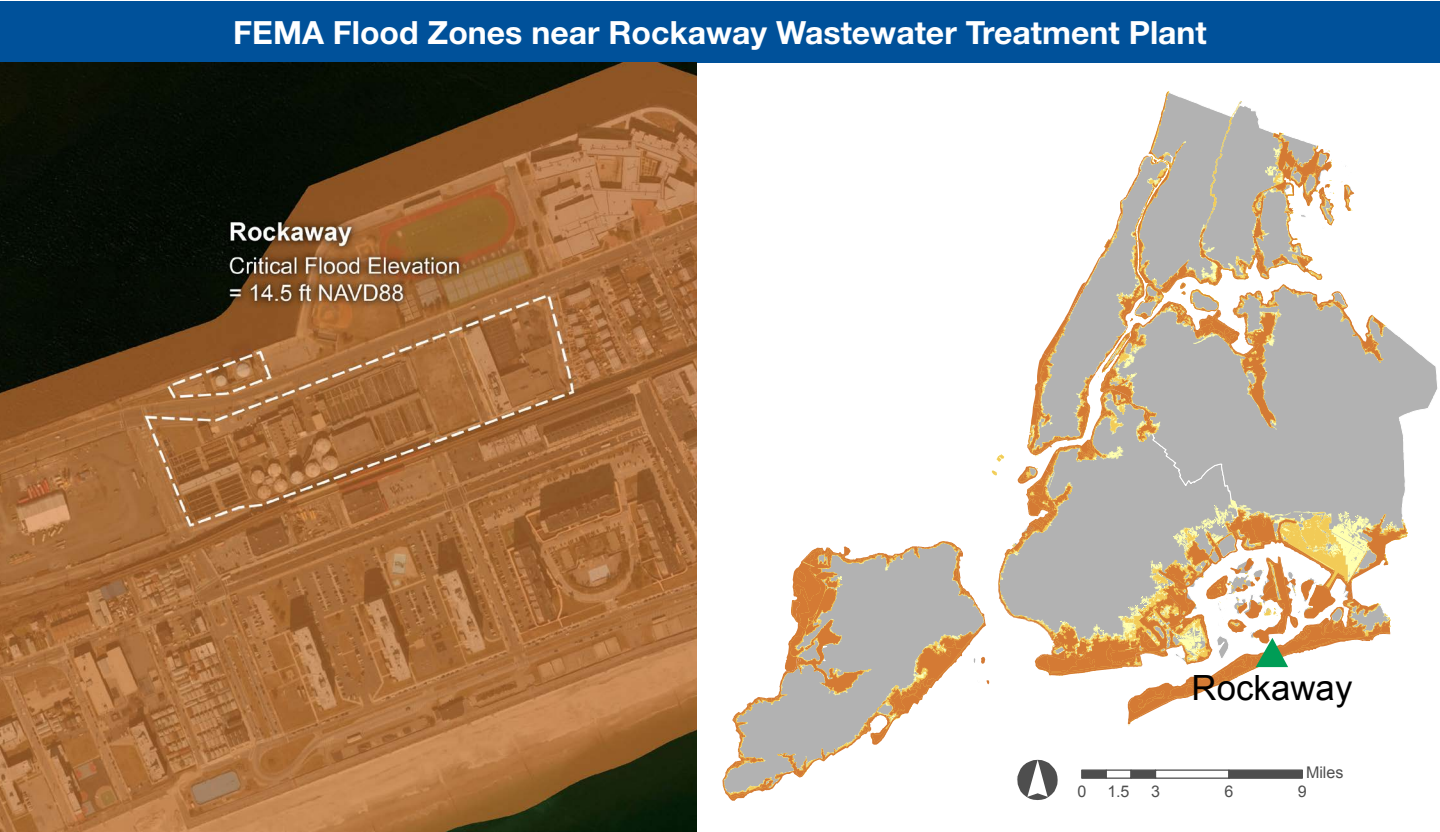 FEMA Flood Zones near Rockaway Wastewater Treatment Plant
Rockaway
Critical Flood Elevation
= 14.5 ft NAVD88
Rockaway
Miles
0 1.5 3 6 9